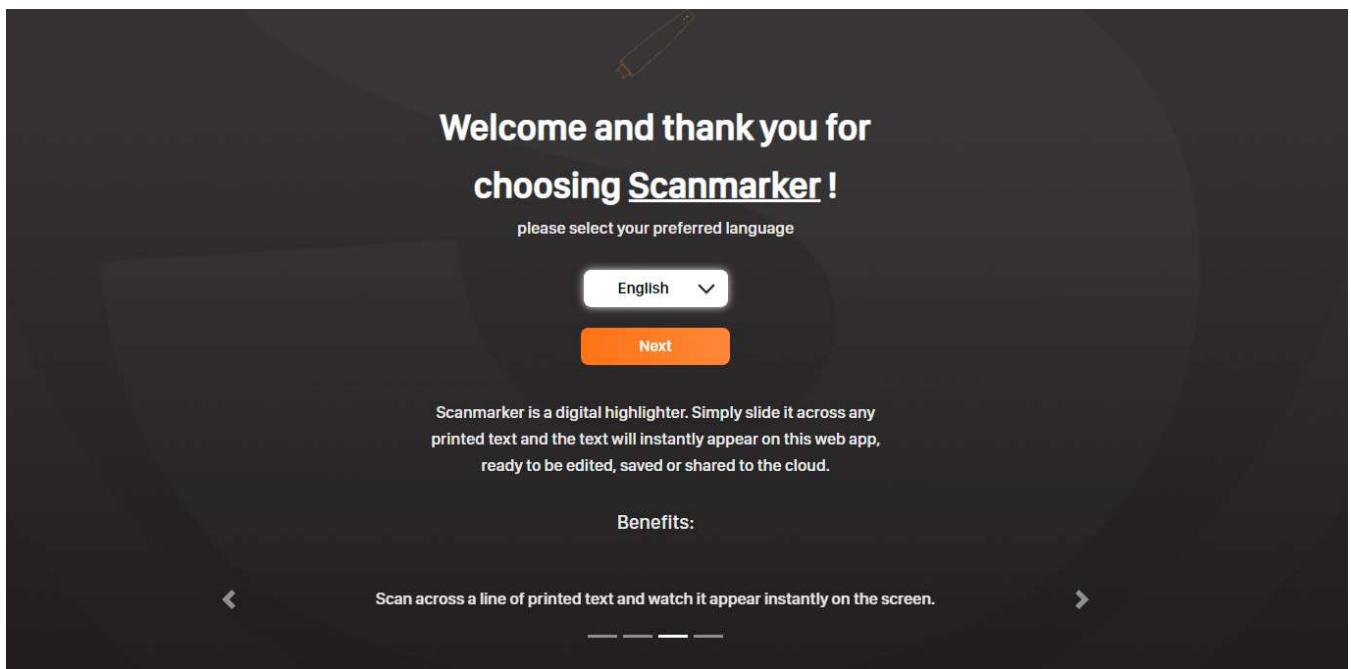 Welcome and thank you for
choosing Scanmarker !
please select your preferred language
English
Next
Scanmarker is a digital highlighter. Simply slide it across any
printed text and the text will instantly appear on this web app,
ready to be edited, saved or shared to the cloud.
Benefits:
Scan across a line of printed text and watch it appear instantly on the screen.